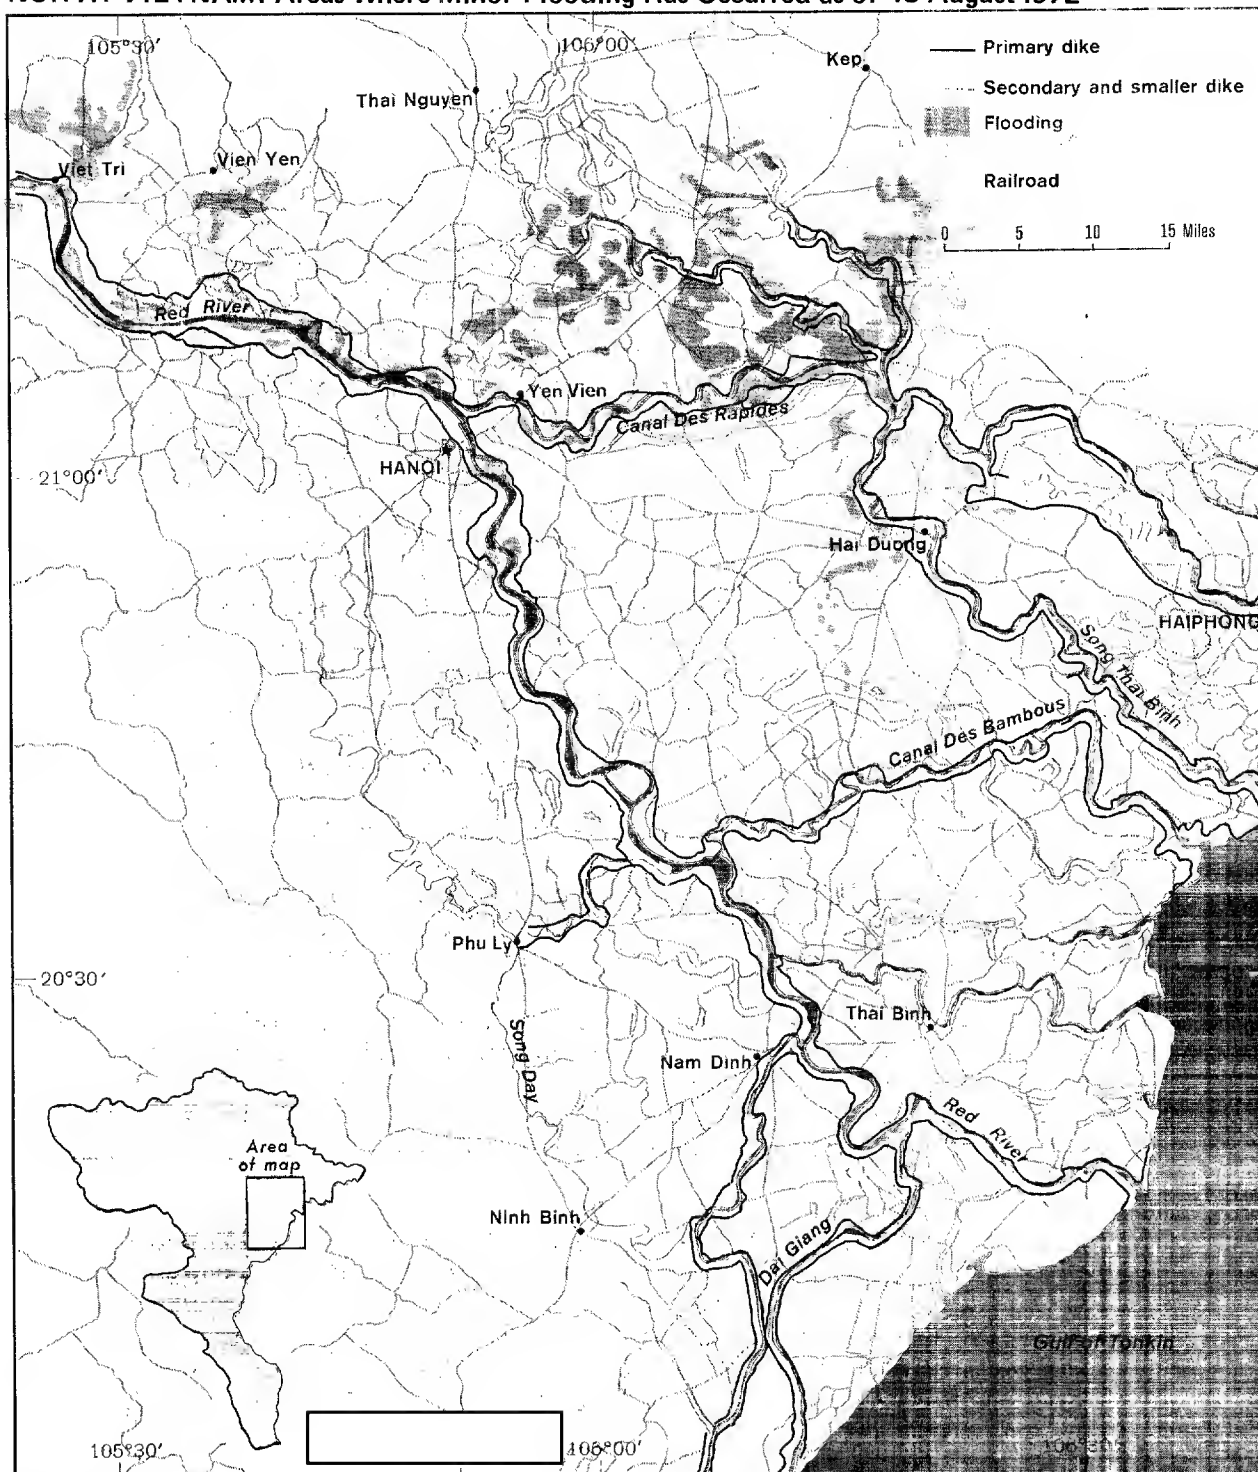 NORTH VIETNAM: Areas Where Minor Flooding Has Occurred as of
August 1972
105°30′
106°00′
Kep
Primary dike
Secondary and smaller dike
Thai Nguyen
Flooding
Viet Tri
Vien Yen
Railroad
0 5 10 15 Miles
Red River
Yen Vien
Canal Des Rapides
HANOI
21°00′
Hai Duong
HAIPHONG
Song Thai Binh
Canal Des Bambous
Phu Ly
20°30′
Thai Binh
Song Day
Nam Dinh
Red River
Area
of map
Ninh Binh
Dai Giang
Gulf of Tonkin
105°30′
106°00′
106°30′